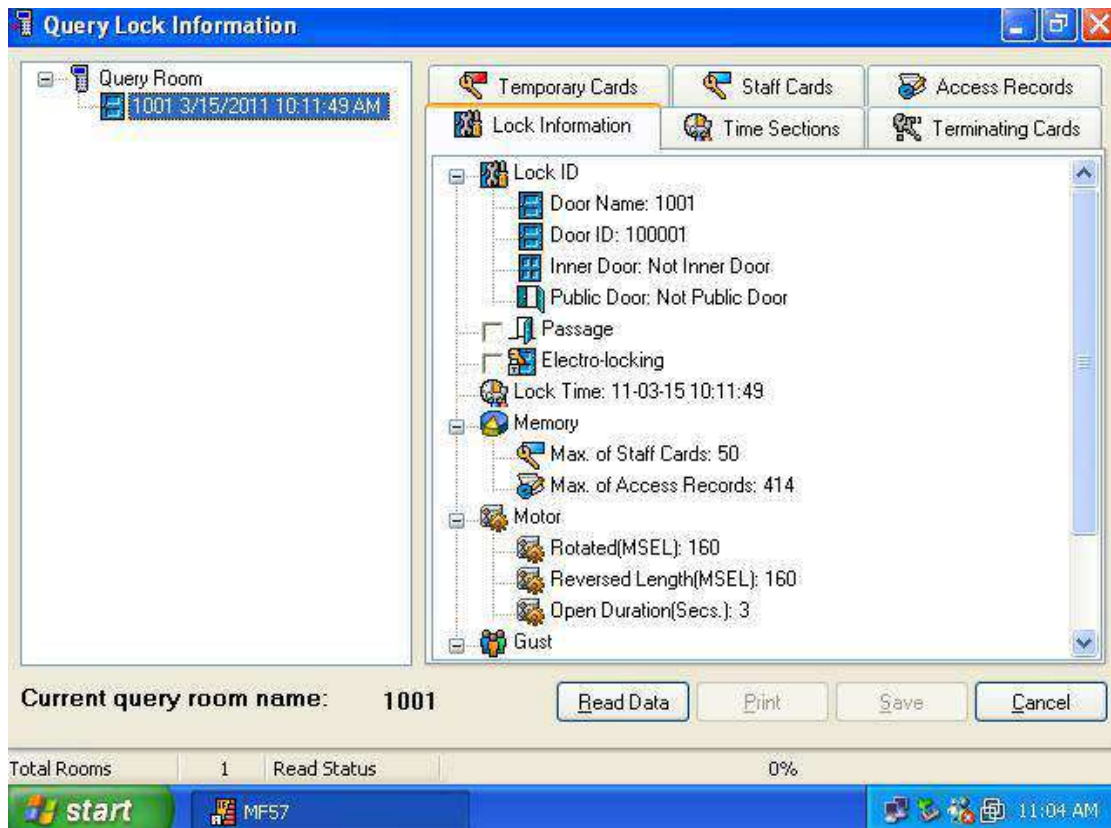 Query Lock Information
Query Room
1001 3/15/2011 10:11:49 AM
Temporary Cards
Staff Cards
Access Records
Lock Information
Time Sections
Terminating Cards
Lock ID
Door Name: 1001
Door ID: 100001
Inner Door: Not Inner Door
Public Door: Not Public Door
Passage
Electro-locking
Lock Time: 11-03-15 10:11:49
Memory
Max. of Staff Cards: 50
Max. of Access Records: 414
Motor
Rotated(MSEL): 160
Reversed Length(MSEL): 160
Open Duration(Secs.): 3
Gust
Current query room name: 1001
Read Data
Print
Save
Cancel
Total Rooms 1 Read Status 0%
start MF57 11:04 AM